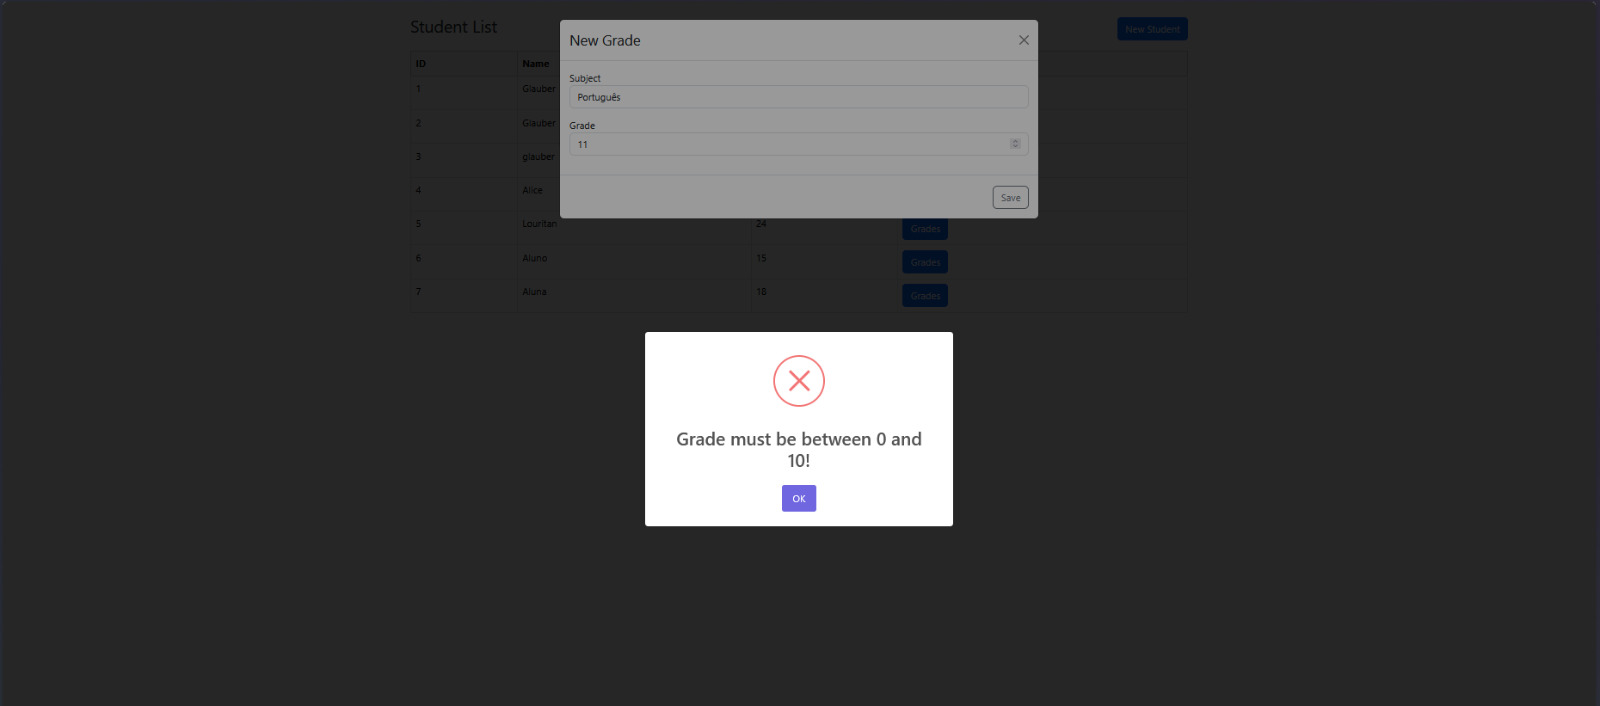 Student List
New Student
ID Name
1 Glauber
2 Glauber
3 glauber
4 Alice
5 Louritan 24 Grades
6 Aluno 15 Grades
7 Aluna 18 Grades
New Grade
Subject
Português
Grade
11
Save
Grade must be between 0 and
10!
OK